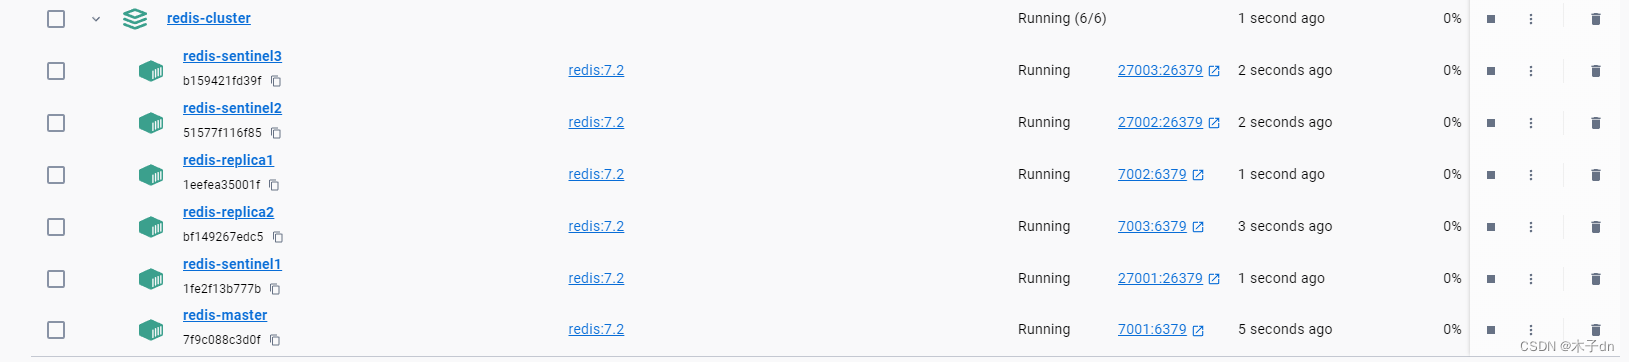 redis-cluster Running (6/6) 1 second ago 0%
redis-sentinel3
b159421fd39f redis:7.2 Running 27003:26379 2 seconds ago 0%
redis-sentinel2
51577f116f85 redis:7.2 Running 27002:26379 2 seconds ago 0%
redis-replica1
1eefea35001f redis:7.2 Running 7002:6379 1 second ago 0%
redis-replica2
bf149267edc5 redis:7.2 Running 7003:6379 3 seconds ago 0%
redis-sentinel1
1fe2f13b777b redis:7.2 Running 27001:26379 1 second ago 0%
redis-master
7f9c088c3d0f redis:7.2 Running 7001:6379 5 seconds ago 0%
CSDN @木子dn